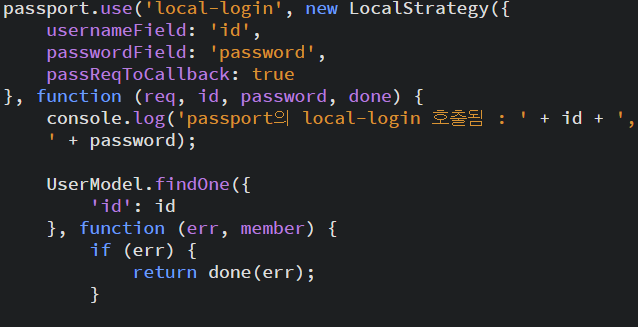 passport.use('local-login', new LocalStrategy({
    usernameField: 'id',
    passwordField: 'password',
    passReqToCallback: true
}, function (req, id, password, done) {
    console.log('passport의 local-login 호출됨 : ' + id + ',
    ' + password);

    UserModel.findOne({
        'id': id
    }, function (err, member) {
        if (err) {
            return done(err);
        }